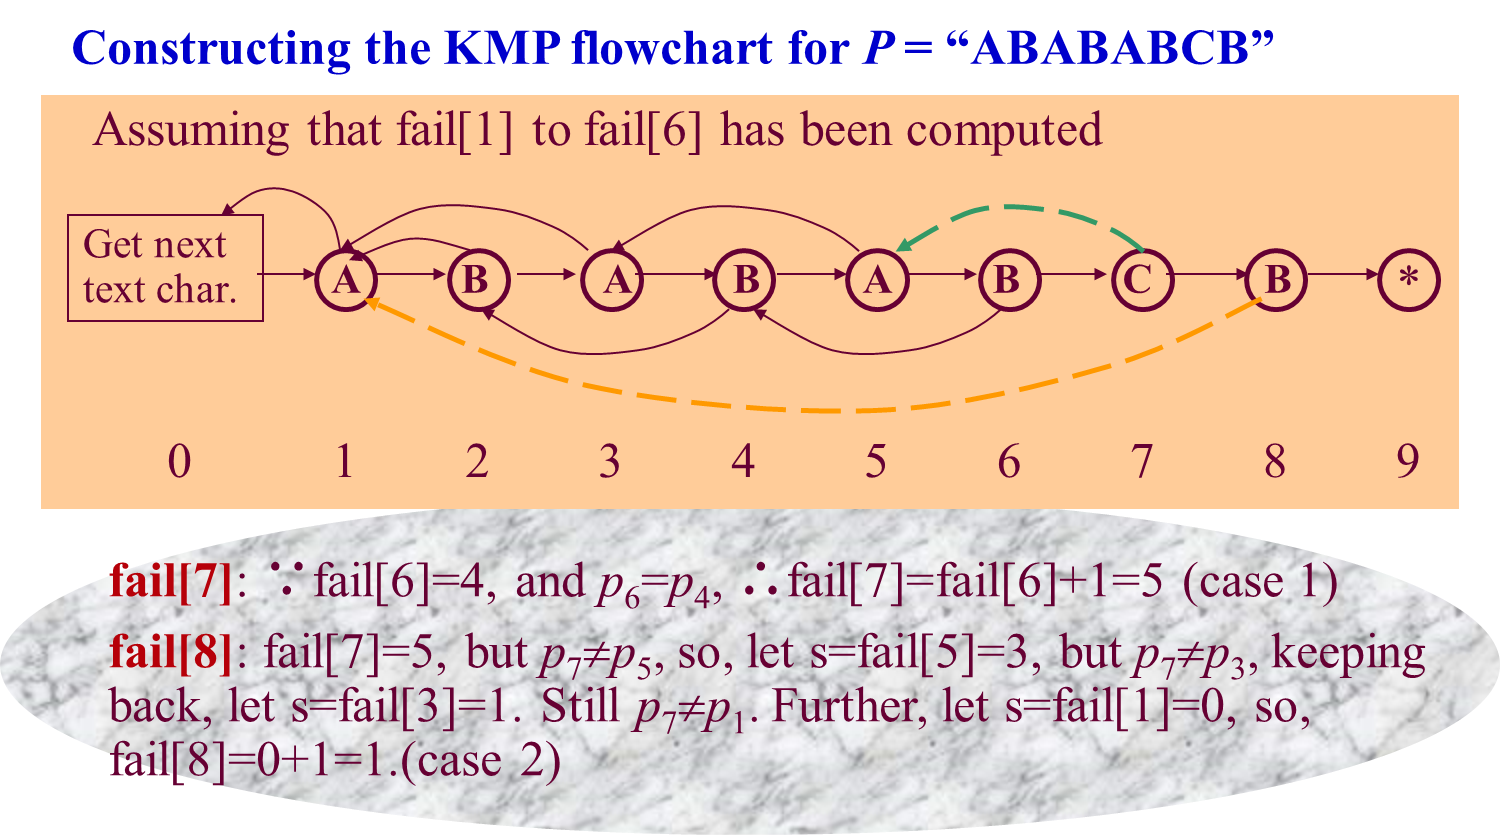 Constructing the KMP flowchart for P = “ABABABCB”
Assuming that fail[1] to fail[6] has been computed
Get next
text char.
A B A B A B C B *
0 1 2 3 4 5 6 7 8 9
fail[7]: ∵fail[6]=4, and p₆=p₄, ∴fail[7]=fail[6]+1=5 (case 1)
fail[8]: fail[7]=5, but p₇≠p₅, so, let s=fail[5]=3, but p₇≠p₃, keeping
back, let s=fail[3]=1. Still p₇≠p₁. Further, let s=fail[1]=0, so,
fail[8]=0+1=1.(case 2)